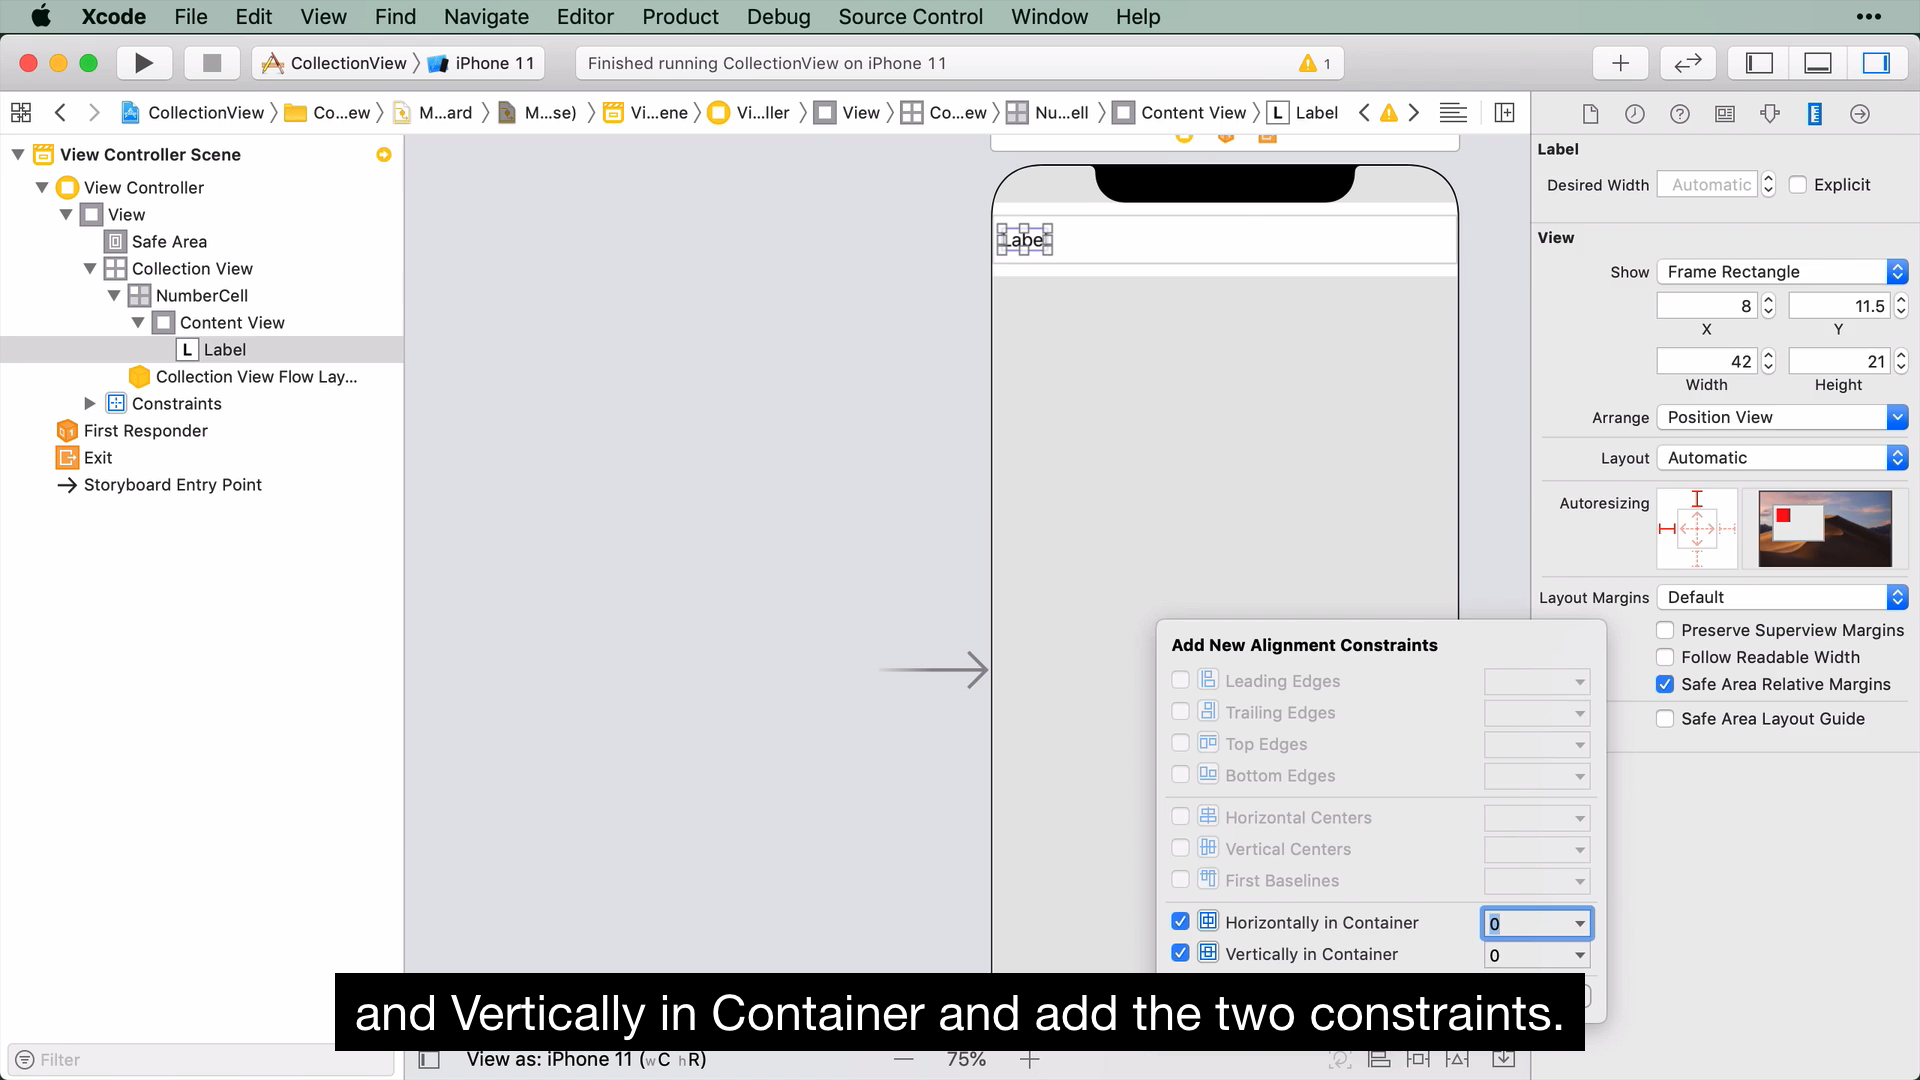 Xcode File Edit View Find Navigate Editor Product Debug Source Control Window Help
CollectionView iPhone 11 Finished running CollectionView on iPhone 11 1
CollectionView Co...ew M...ard M...se) Vi...ene Vi...ller View Co...ew Nu...ell Content View L Label
View Controller Scene
View Controller
View
Safe Area
Collection View
NumberCell
Content View
L Label
Collection View Flow Lay...
Constraints
First Responder
Exit
Storyboard Entry Point
Filter
Label
Add New Alignment Constraints
Leading Edges
Trailing Edges
Top Edges
Bottom Edges
Horizontal Centers
Vertical Centers
First Baselines
Horizontally in Container 0
Vertically in Container 0
and Vertically in Container and add the two constraints.
View as: iPhone 11 (wC hR) 75%
Label
Desired Width Automatic Explicit
View
Show Frame Rectangle
8 11.5
X Y
42 21
Width Height
Arrange Position View
Layout Automatic
Autoresizing
Layout Margins Default
Preserve Superview Margins
Follow Readable Width
Safe Area Relative Margins
Safe Area Layout Guide